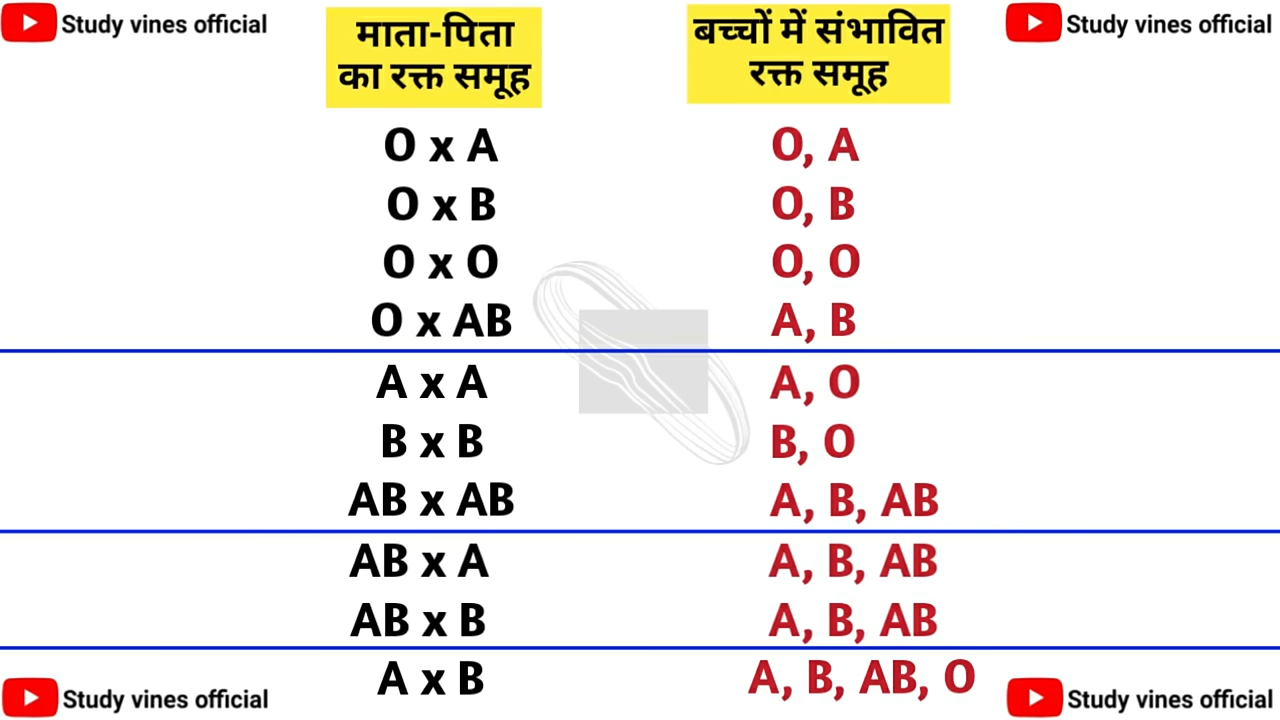 Study vines official
माता-पिता
का रक्त समूह
बच्चों में संभावित
रक्त समूह
Study vines official
O x A O, A
O x B O, B
O x O O, O
O x AB A, B
A x A A, O
B x B B, O
AB x AB A, B, AB
AB x A A, B, AB
AB x B A, B, AB
A x B A, B, AB, O
Study vines official
Study vines official